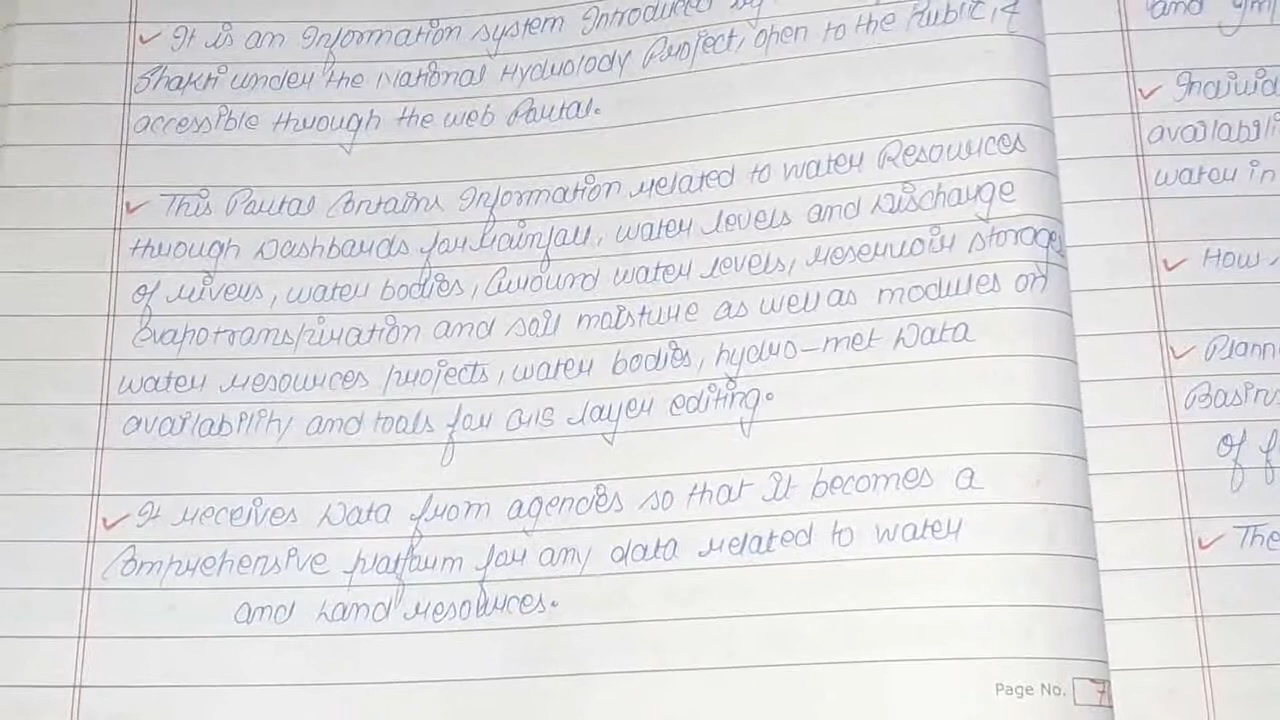 It is an Information system Introduced by
and
Shakti under the National Hydrolody Project, open to the Public, &
accessible through the web Portal.
This Portal Contains Information related to water Resources
through Dashbords for Rainfall, water levels and Discharge
of rivers, water bodies, Ground water levels, reservoir storage,
Evapotranspiration and soil moisture as well as modules on
water resources projects, water bodies, hydro-met Data
availability and tools for GIS layer editing.
It receives Data from agencies so that It becomes a
Comprehensive platform for any data related to water
and Land resources.
Page No. 7
water in
How
Basin
of f
The